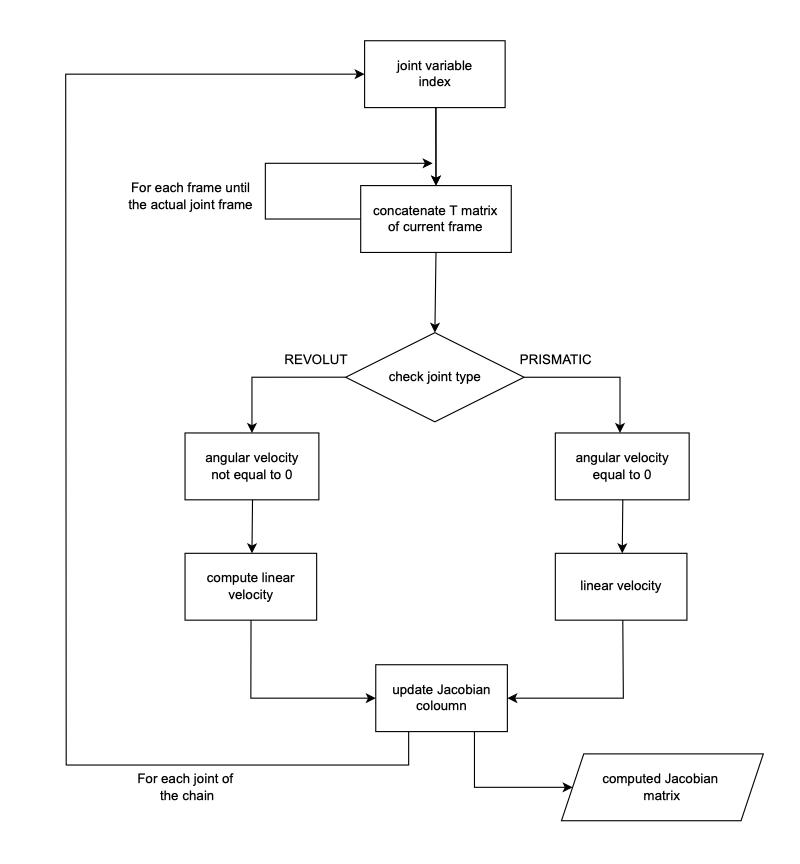 joint variable
index
For each frame until
the actual joint frame
concatenate T matrix
of current frame
REVOLUT
PRISMATIC
check joint type
angular velocity
not equal to 0
angular velocity
equal to 0
compute linear
velocity
linear velocity
update Jacobian
coloumn
For each joint of
the chain
computed Jacobian
matrix